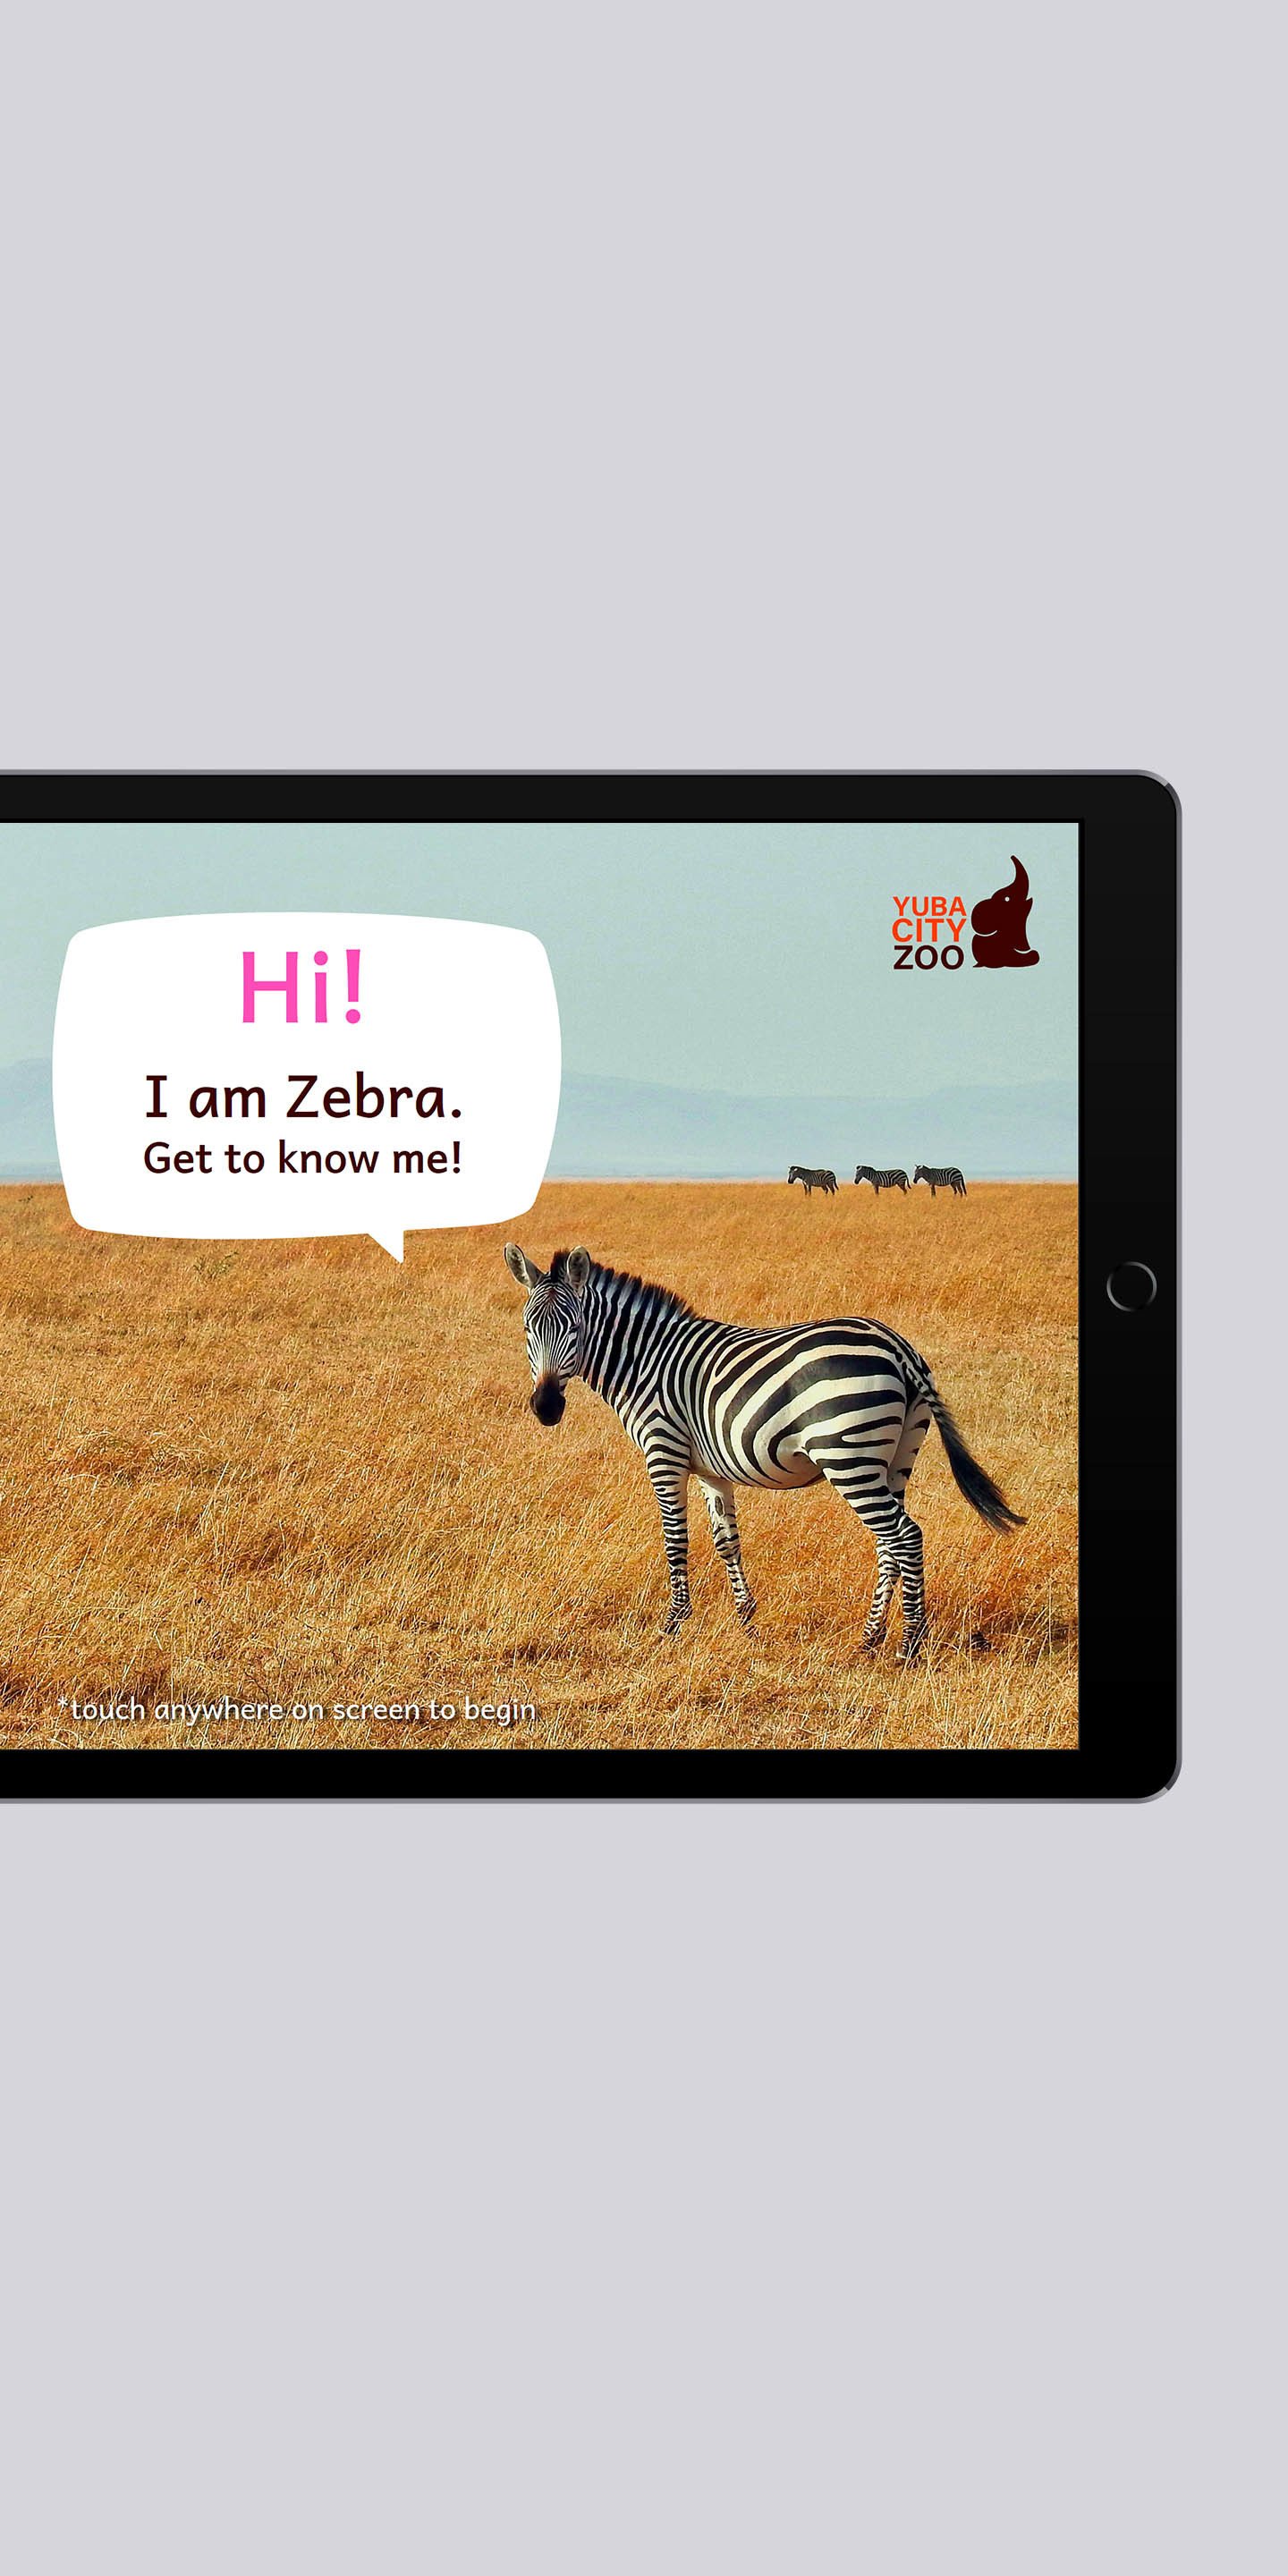 YUBA
CITY
ZOO
Hi!
I am Zebra.
Get to know me!
*touch anywhere on screen to begin